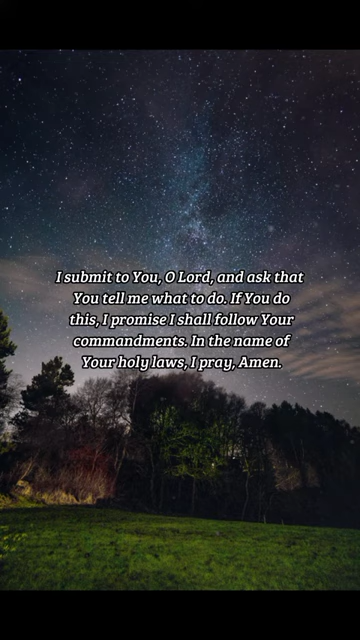 I submit to You, O Lord, and ask that
You tell me what to do. If You do
this, I promise I shall follow Your
commandments. In the name of
Your holy laws, I pray, Amen.